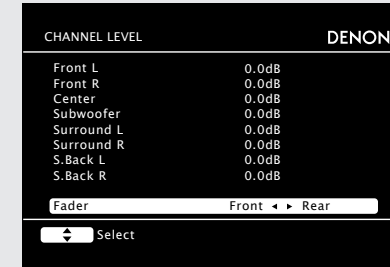 CHANNEL LEVEL DENON
Front L 0.0dB
Front R 0.0dB
Center 0.0dB
Subwoofer 0.0dB
Surround L 0.0dB
Surround R 0.0dB
S.Back L 0.0dB
S.Back R 0.0dB
Fader Front ◂ ▸ Rear
Select